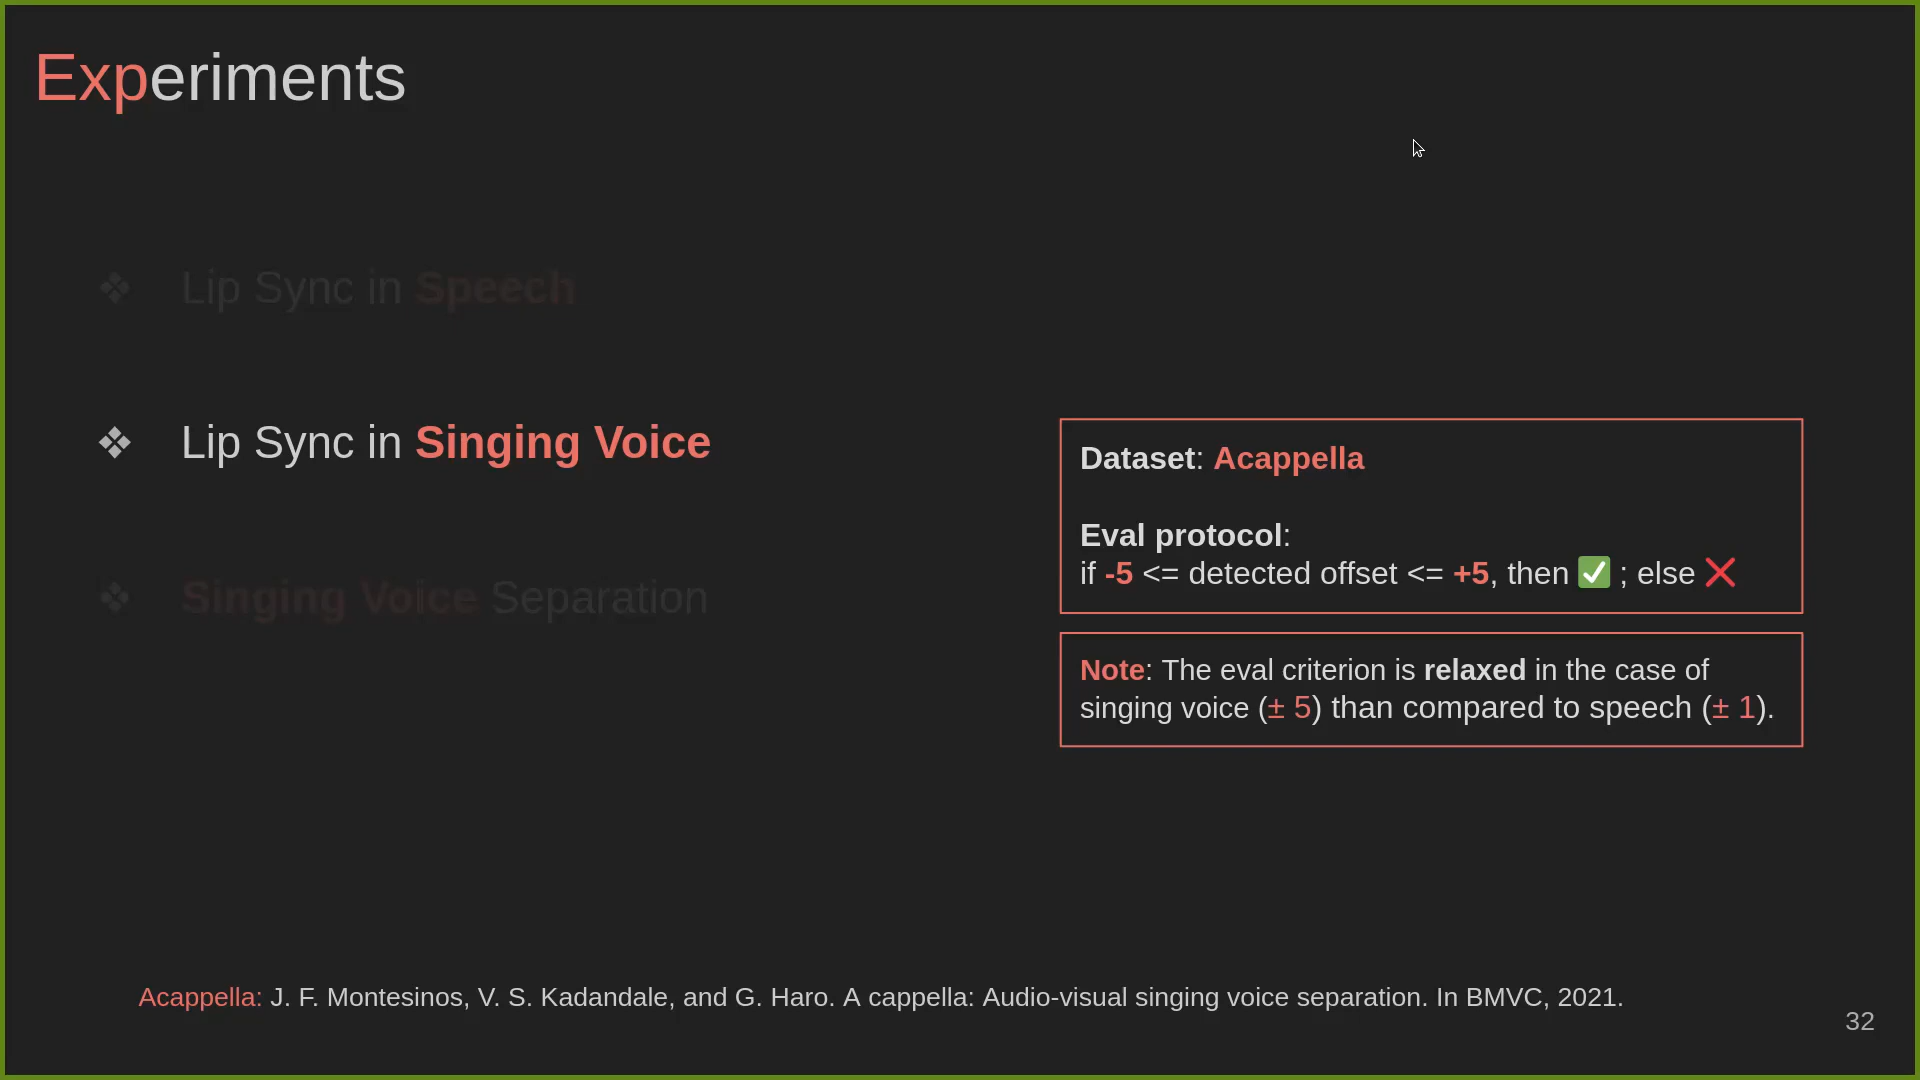 Experiments
❖ Lip Sync in Speech
❖ Lip Sync in Singing Voice
❖ Singing Voice Separation
Dataset: Acappella
Eval protocol:
if -5 <= detected offset <= +5, then ✅ ; else ❌
Note: The eval criterion is relaxed in the case of
singing voice (± 5) than compared to speech (± 1).
Acappella: J. F. Montesinos, V. S. Kadandale, and G. Haro. A cappella: Audio-visual singing voice separation. In BMVC, 2021.
32